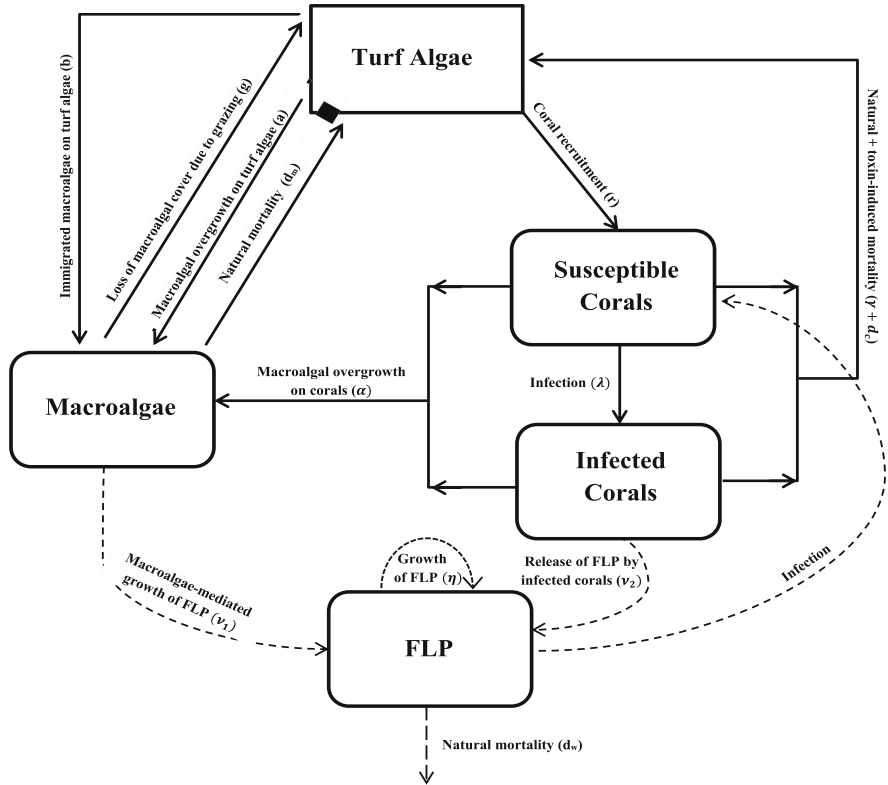 Turf Algae
Immigrated macroalgae on turf algae (b)
Loss of macroalgal cover due to grazing (g)
Macroalgal overgrowth on turf algae (a)
Natural mortality (dₘ)
Coral recruitment (r)
Natural + toxin-induced mortality (γ + d꜀)
Susceptible
Corals
Macroalgal overgrowth
on corals (α)
Infection (λ)
Macroalgae
Infected
Corals
Macroalgae-mediated
growth of FLP (ν₁)
Growth
of FLP (η)
Release of FLP by
infected corals (ν₂)
Infection
FLP
Natural mortality (d𝓌)